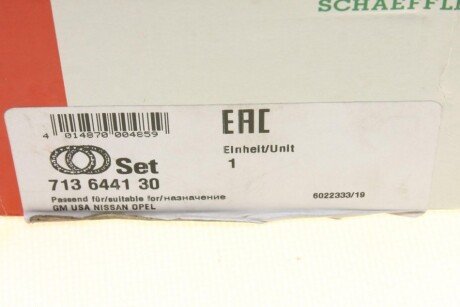 SCHAEFFL
4 014870 004859
EAC
Set
Einheit/Unit
1
713 6441 30
Passend für/suitable for/назначение
GM USA NISSAN OPEL
6022333/19